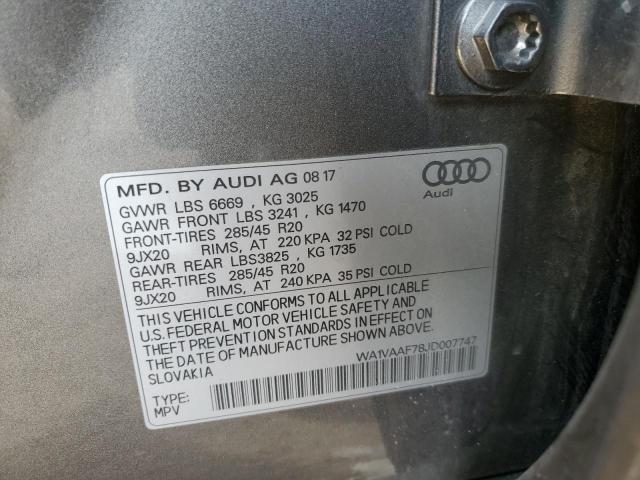 MFD. BY AUDI AG 08 17
GVWR LBS 6669 , KG 3025
GAWR FRONT LBS 3241 , KG 1470
FRONT-TIRES 285/45 R20
9JX20 RIMS, AT 220 KPA 32 PSI COLD
GAWR REAR LBS3825 , KG 1735
REAR-TIRES 285/45 R20
9JX20 RIMS, AT 240 KPA 35 PSI COLD
Audi
THIS VEHICLE CONFORMS TO ALL APPLICABLE
U.S. FEDERAL MOTOR VEHICLE SAFETY AND
THEFT PREVENTION STANDARDS IN EFFECT ON
THE DATE OF MANUFACTURE SHOWN ABOVE.
SLOVAKIA
WA1VAAF78JD007747
TYPE:
MPV